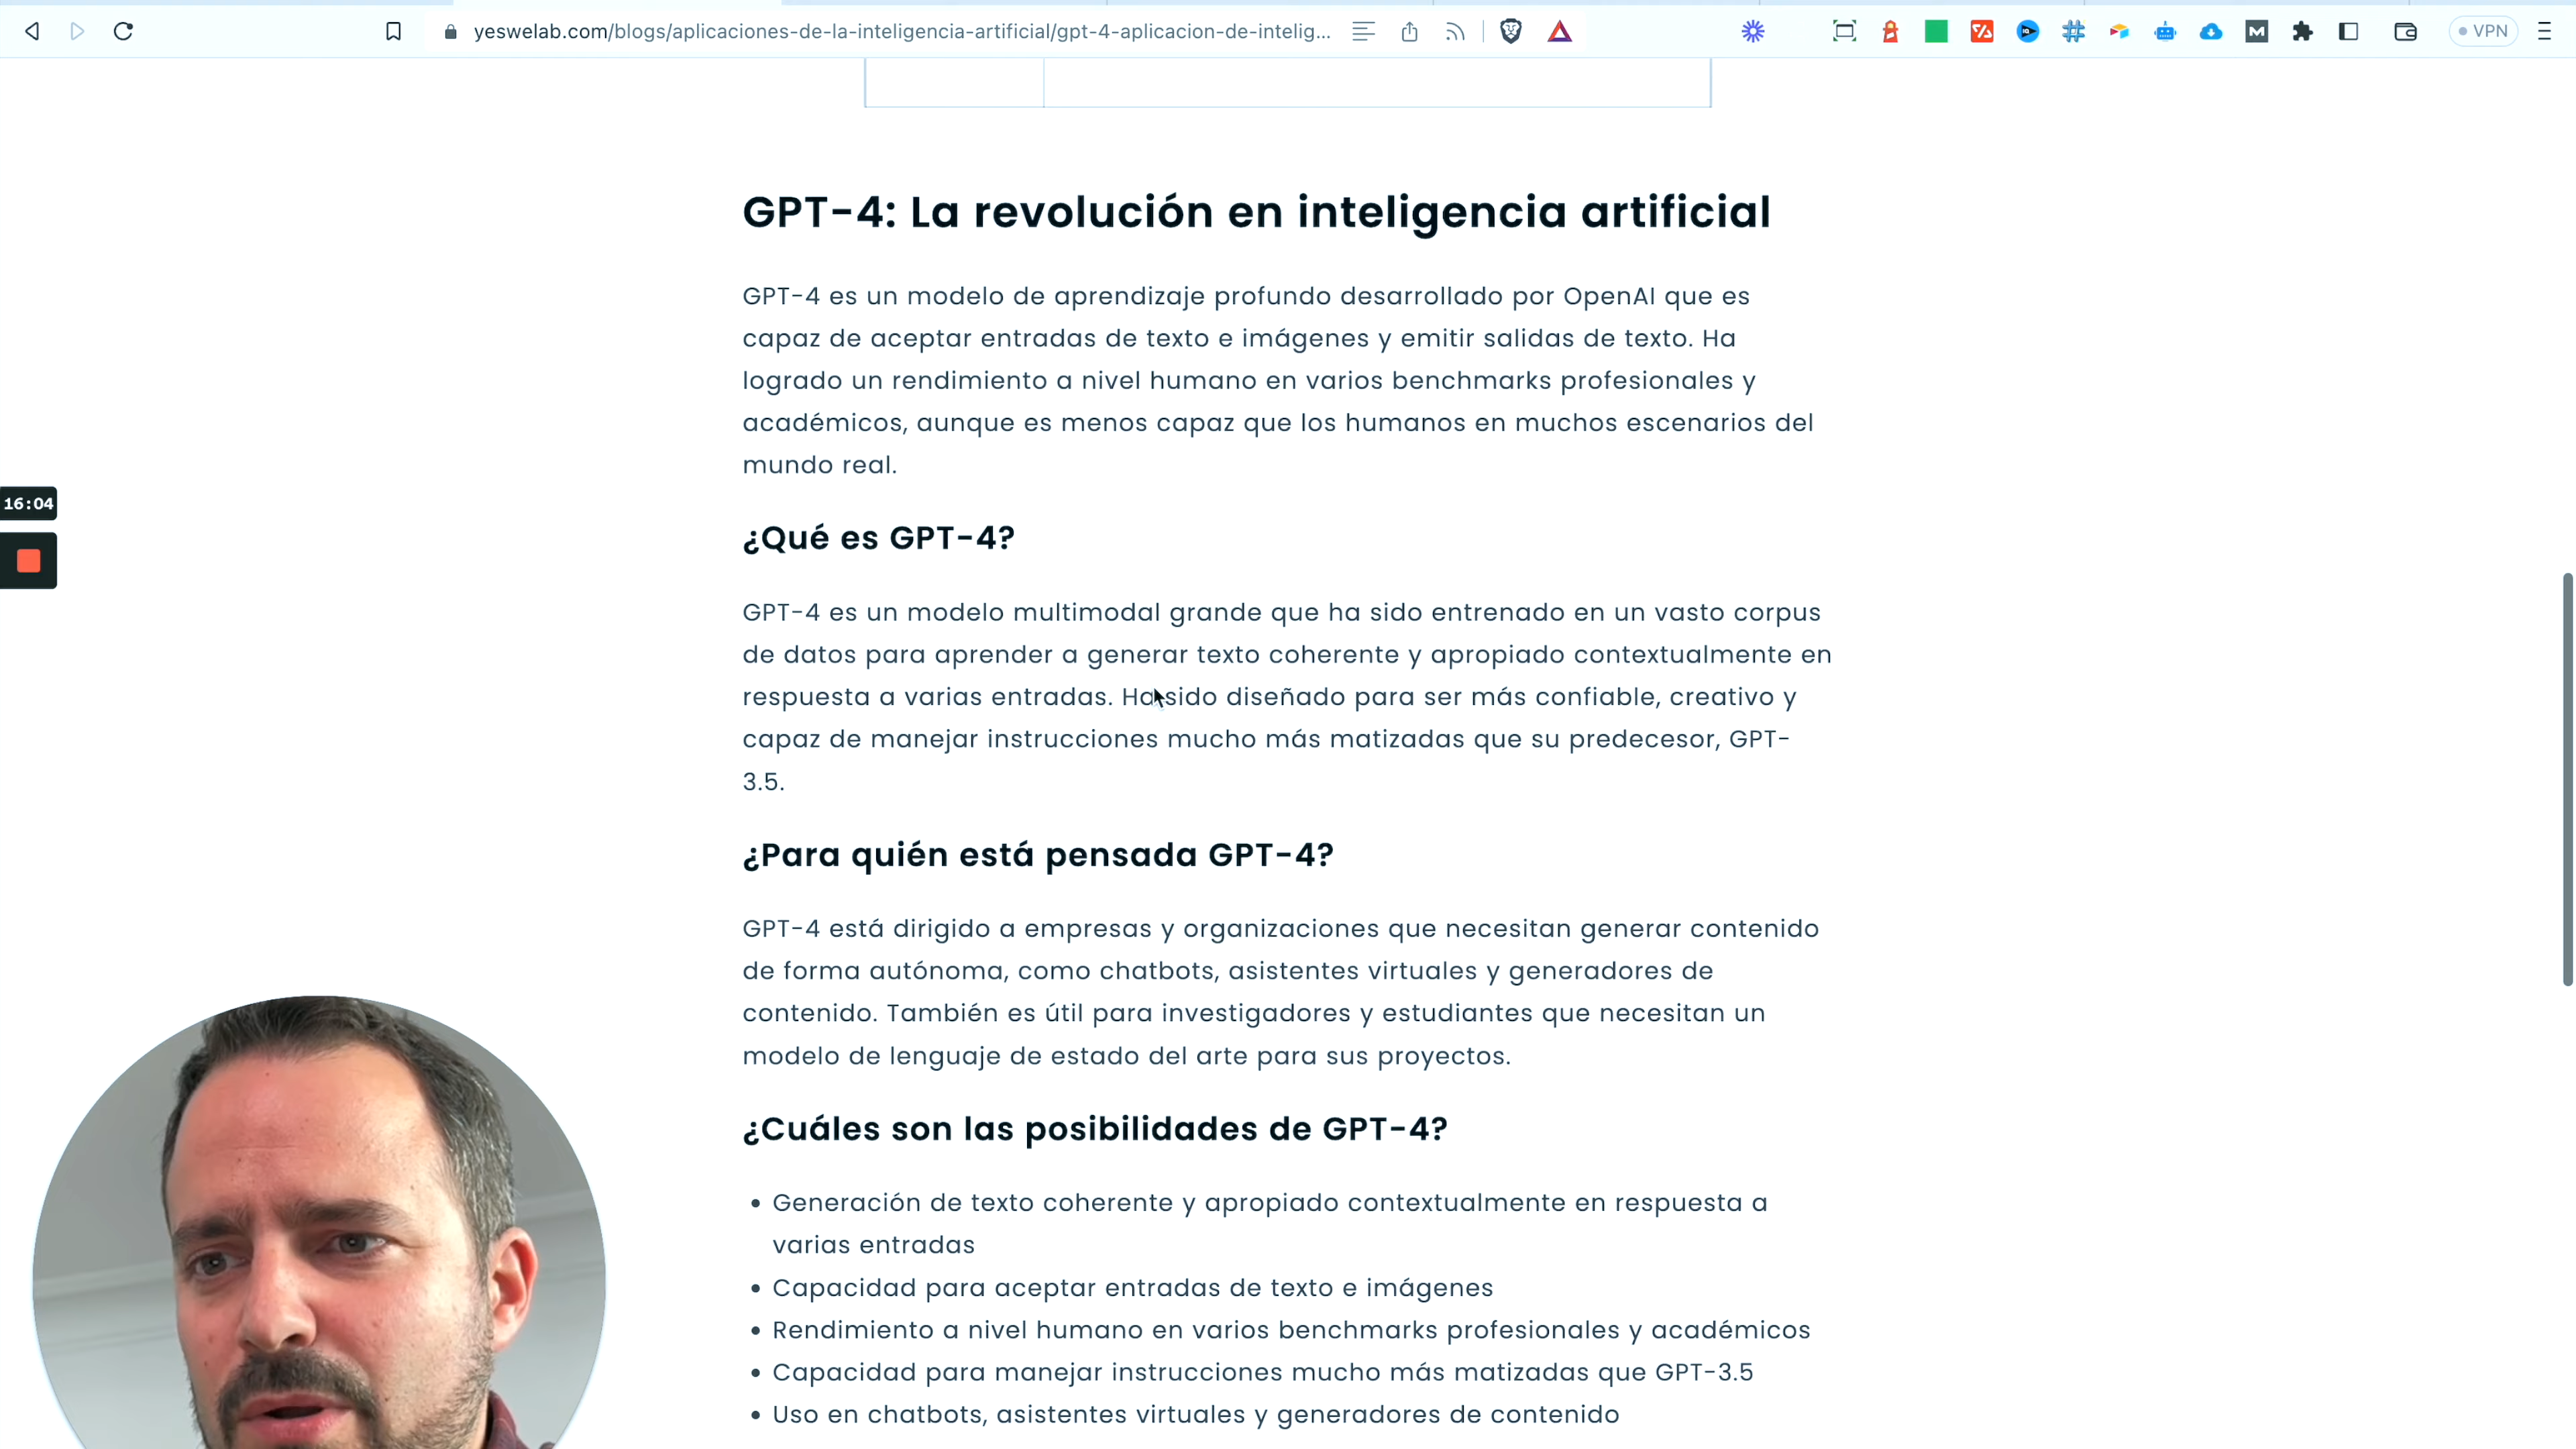 yeswelab.com/blogs/aplicaciones-de-la-inteligencia-artificial/gpt-4-aplicacion-de-intelig...
VPN
GPT-4: La revolución en inteligencia artificial
GPT-4 es un modelo de aprendizaje profundo desarrollado por OpenAI que es
capaz de aceptar entradas de texto e imágenes y emitir salidas de texto. Ha
logrado un rendimiento a nivel humano en varios benchmarks profesionales y
académicos, aunque es menos capaz que los humanos en muchos escenarios del
mundo real.
16:04
¿Qué es GPT-4?
GPT-4 es un modelo multimodal grande que ha sido entrenado en un vasto corpus
de datos para aprender a generar texto coherente y apropiado contextualmente en
respuesta a varias entradas. Ha sido diseñado para ser más confiable, creativo y
capaz de manejar instrucciones mucho más matizadas que su predecesor, GPT-
3.5.
¿Para quién está pensada GPT-4?
GPT-4 está dirigido a empresas y organizaciones que necesitan generar contenido
de forma autónoma, como chatbots, asistentes virtuales y generadores de
contenido. También es útil para investigadores y estudiantes que necesitan un
modelo de lenguaje de estado del arte para sus proyectos.
¿Cuáles son las posibilidades de GPT-4?
Generación de texto coherente y apropiado contextualmente en respuesta a
varias entradas
Capacidad para aceptar entradas de texto e imágenes
Rendimiento a nivel humano en varios benchmarks profesionales y académicos
Capacidad para manejar instrucciones mucho más matizadas que GPT-3.5
Uso en chatbots, asistentes virtuales y generadores de contenido